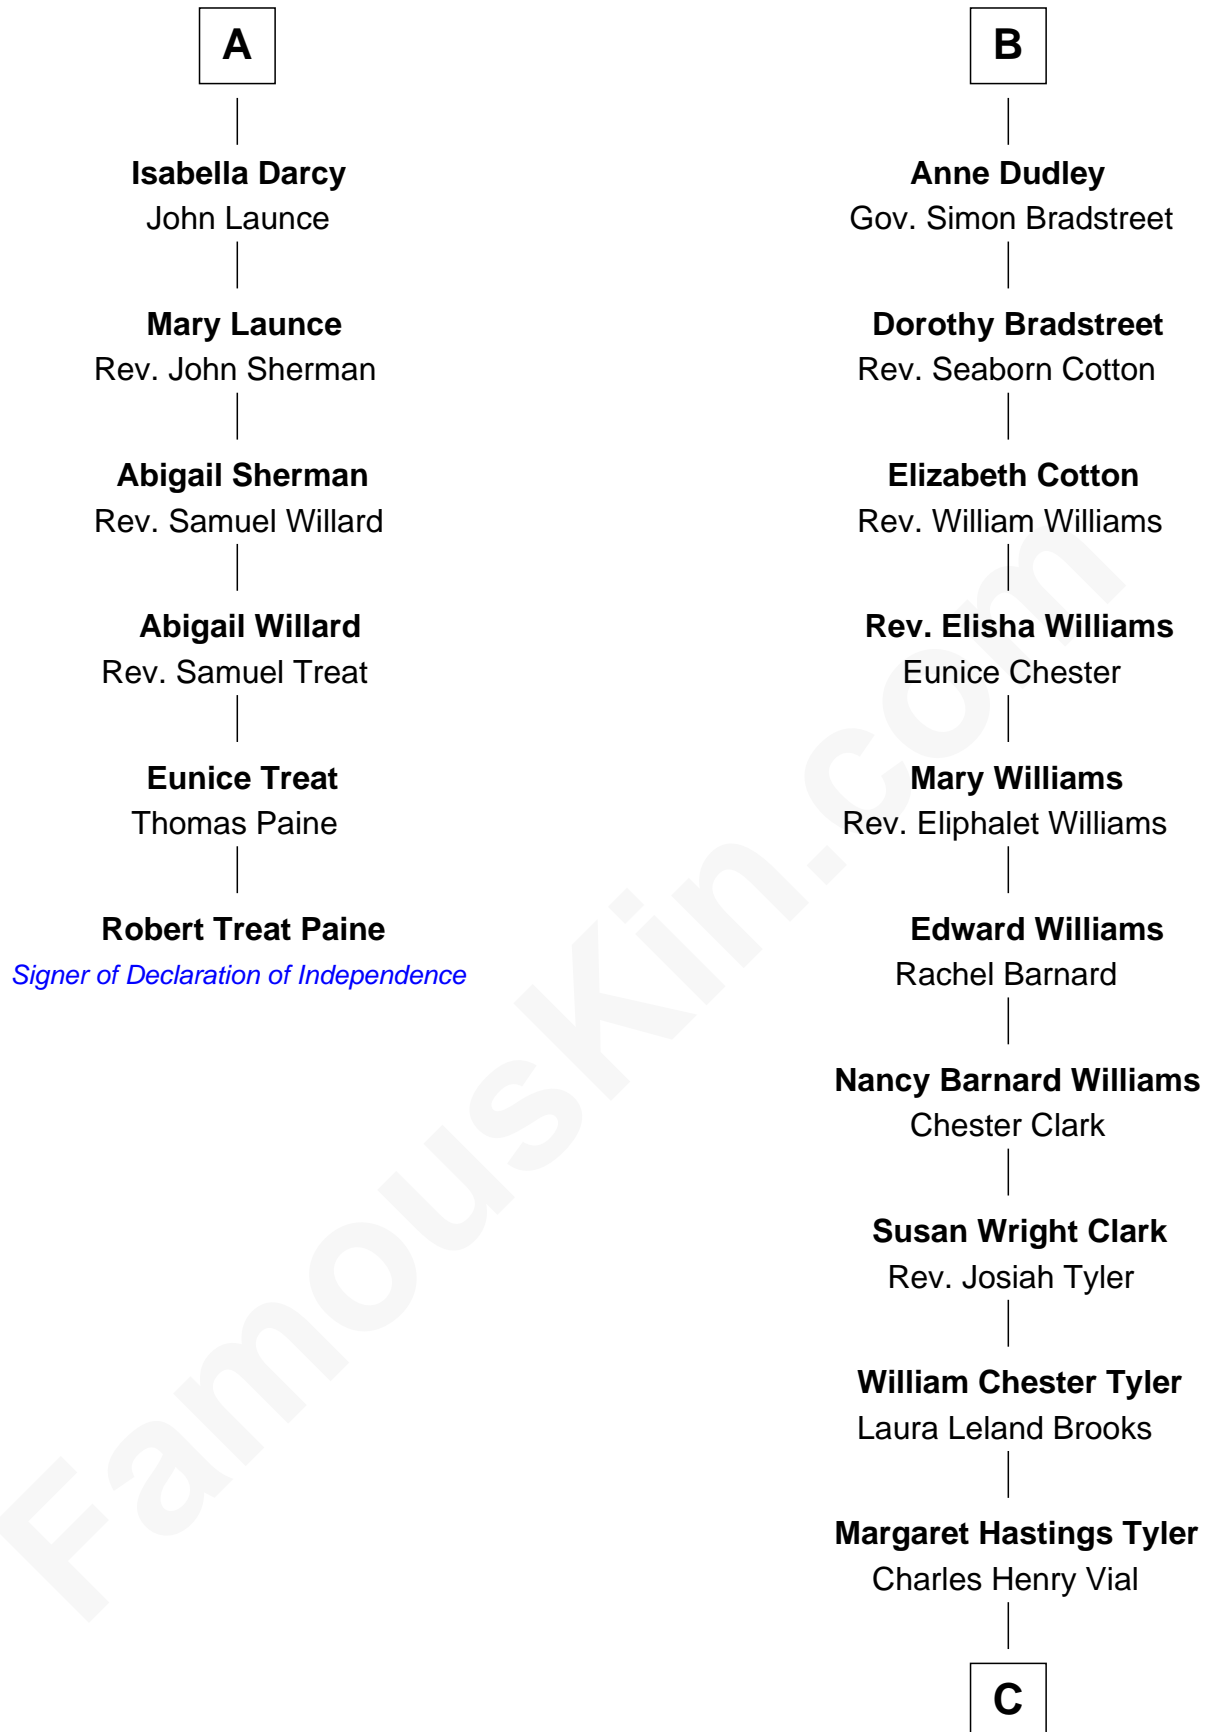 A
Isabella Darcy
John Launce
Mary Launce
Rev. John Sherman
Abigail Sherman
Rev. Samuel Willard
Abigail Willard
Rev. Samuel Treat
Eunice Treat
Thomas Paine
Robert Treat Paine
Signer of Declaration of Independence
B
Anne Dudley
Gov. Simon Bradstreet
Dorothy Bradstreet
Rev. Seaborn Cotton
Elizabeth Cotton
Rev. William Williams
Rev. Elisha Williams
Eunice Chester
Mary Williams
Rev. Eliphalet Williams
Edward Williams
Rachel Barnard
Nancy Barnard Williams
Chester Clark
Susan Wright Clark
Rev. Josiah Tyler
William Chester Tyler
Laura Leland Brooks
Margaret Hastings Tyler
Charles Henry Vial
C
FamousKin.com